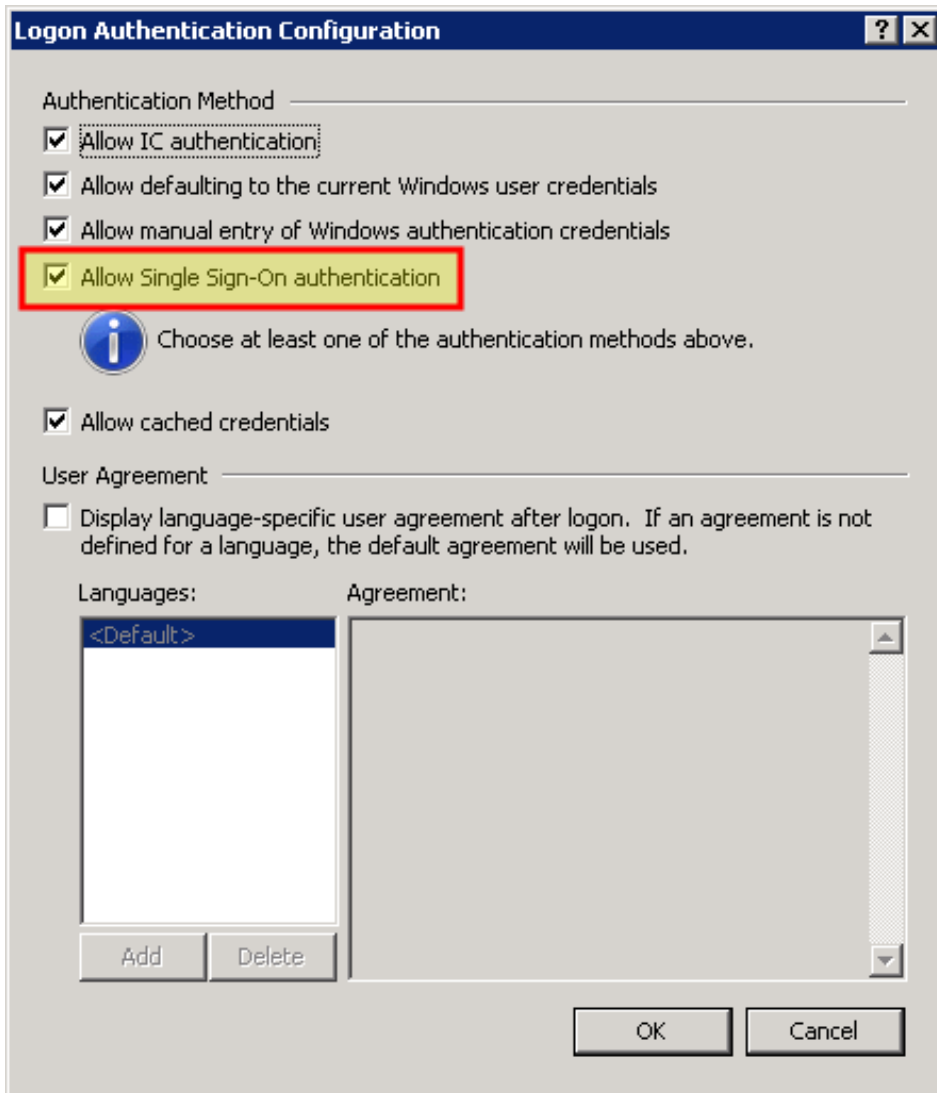 Logon Authentication Configuration
Authentication Method
Allow IC authentication
Allow defaulting to the current Windows user credentials
Allow manual entry of Windows authentication credentials
Allow Single Sign-On authentication
Choose at least one of the authentication methods above.
Allow cached credentials
User Agreement
Display language-specific user agreement after logon. If an agreement is not
defined for a language, the default agreement will be used.
Languages: Agreement:
<Default>
Add Delete
OK Cancel